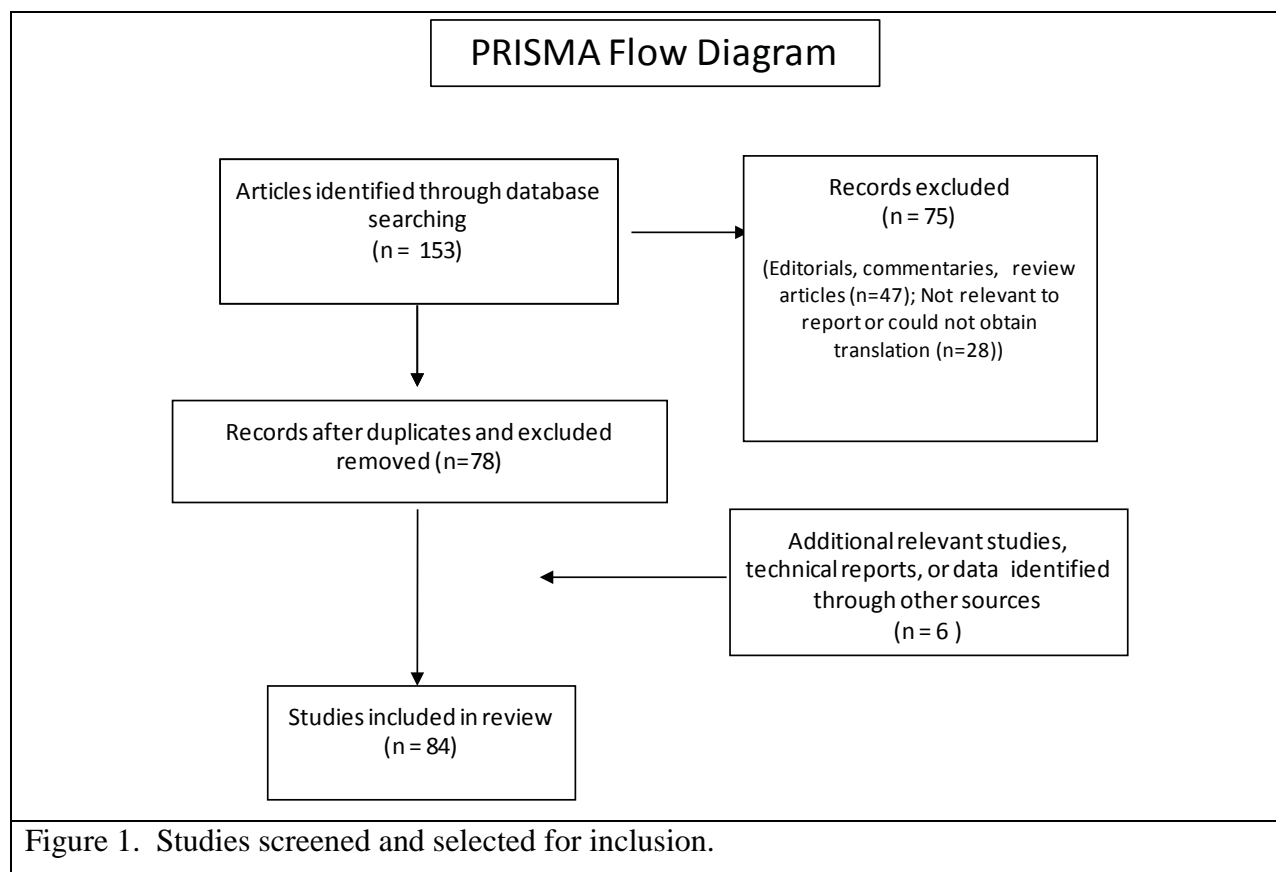 PRISMA Flow Diagram
Articles identified through database
searching
(n = 153)
Records excluded
(n = 75)
(Editorials, commentaries, review
articles (n=47); Not relevant to
report or could not obtain
translation (n=28))
Records after duplicates and excluded
removed (n=78)
Additional relevant studies,
technical reports, or data identified
through other sources
(n = 6 )
Studies included in review
(n = 84)
Figure 1. Studies screened and selected for inclusion.